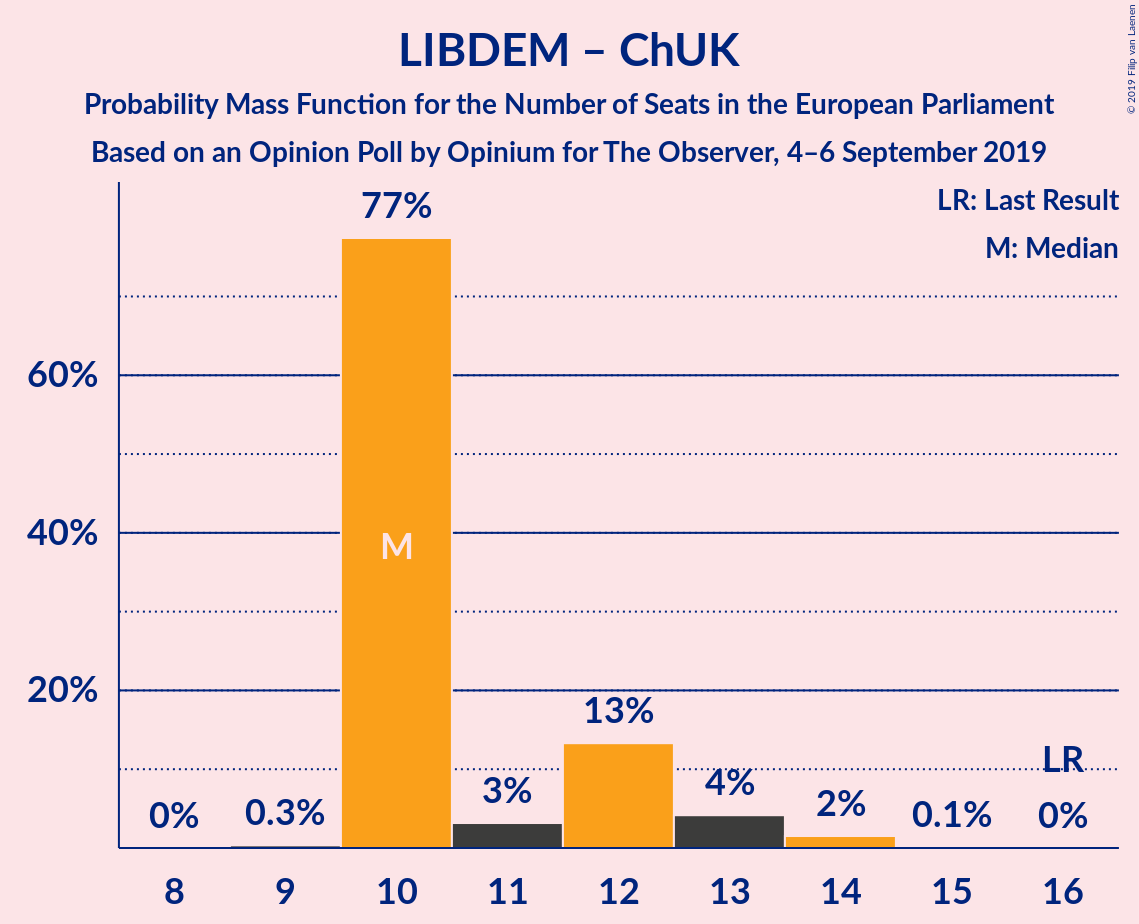 LIBDEM – ChUK
Probability Mass Function for the Number of Seats in the European Parliament
Based on an Opinion Poll by Opinium for The Observer, 4–6 September 2019
© 2019 Filip van Laenen
LR: Last Result
M: Median
77%
60%
40%
M
20%
13%
LR
3%
4%
2%
0%
0.3%
0.1%
0%
8
9
10
11
12
13
14
15
16